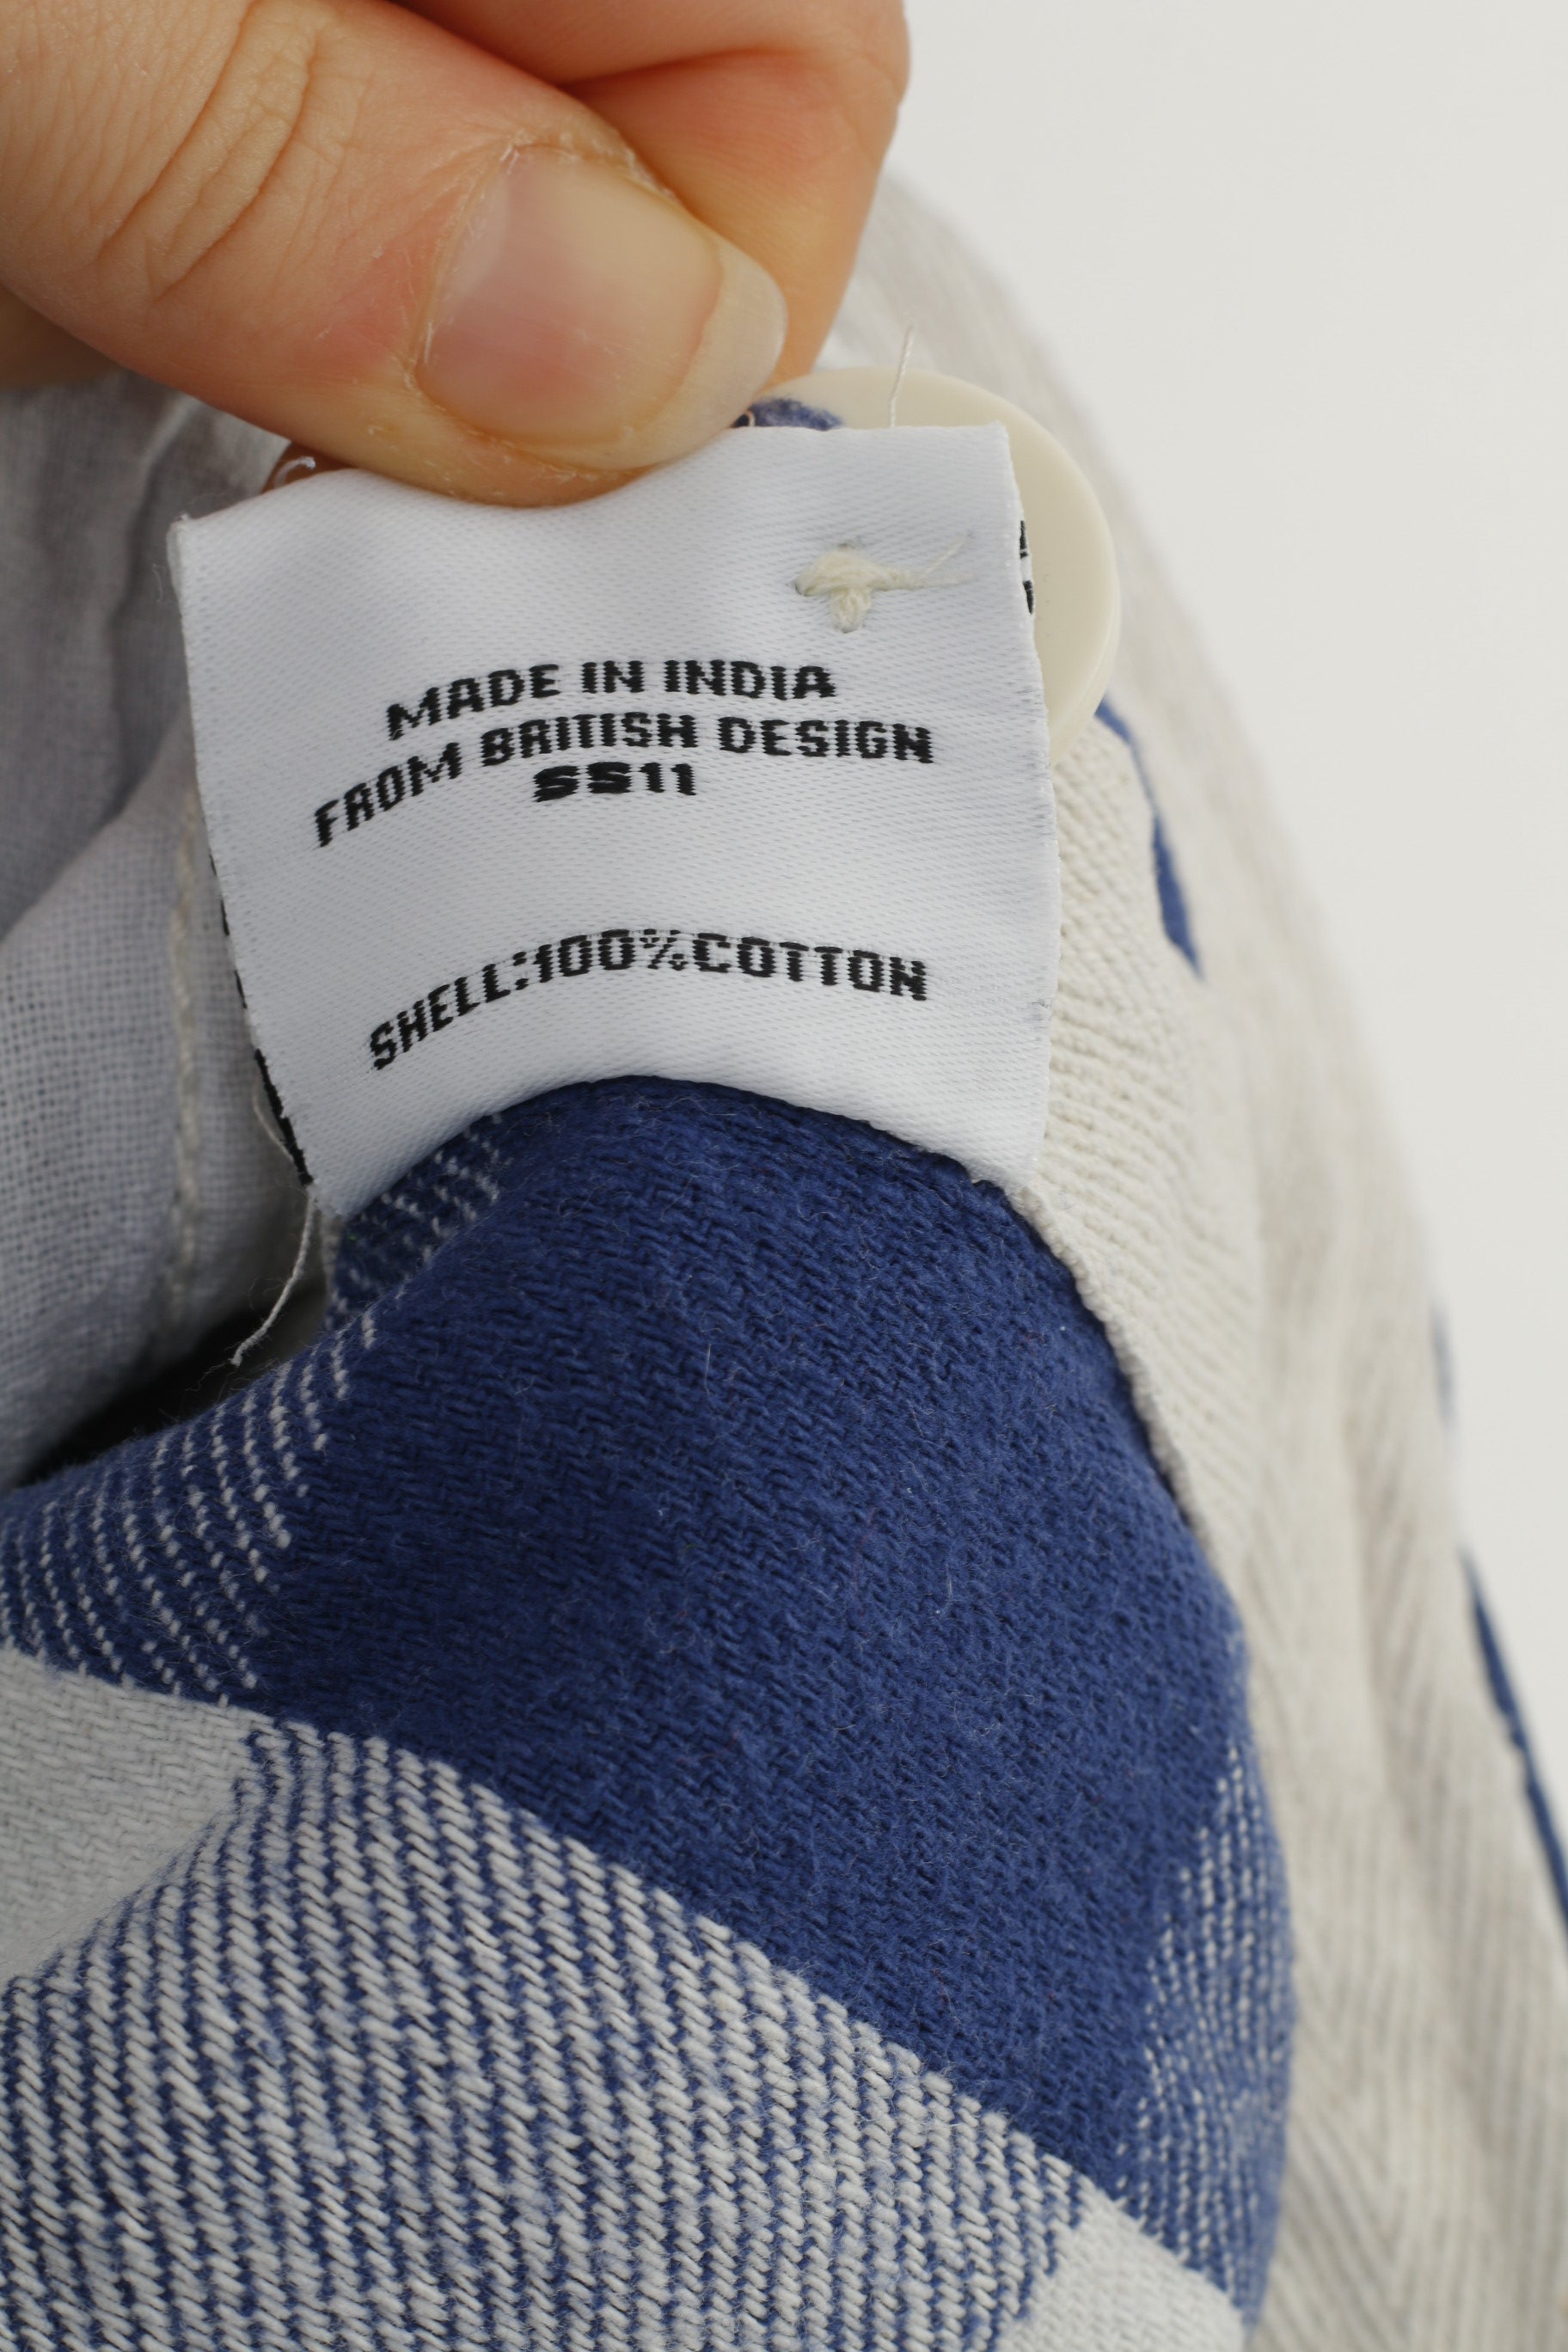 MADE IN INDIA
FROM BRITISH DESIGN
SS11
SHELL:100%COTTON